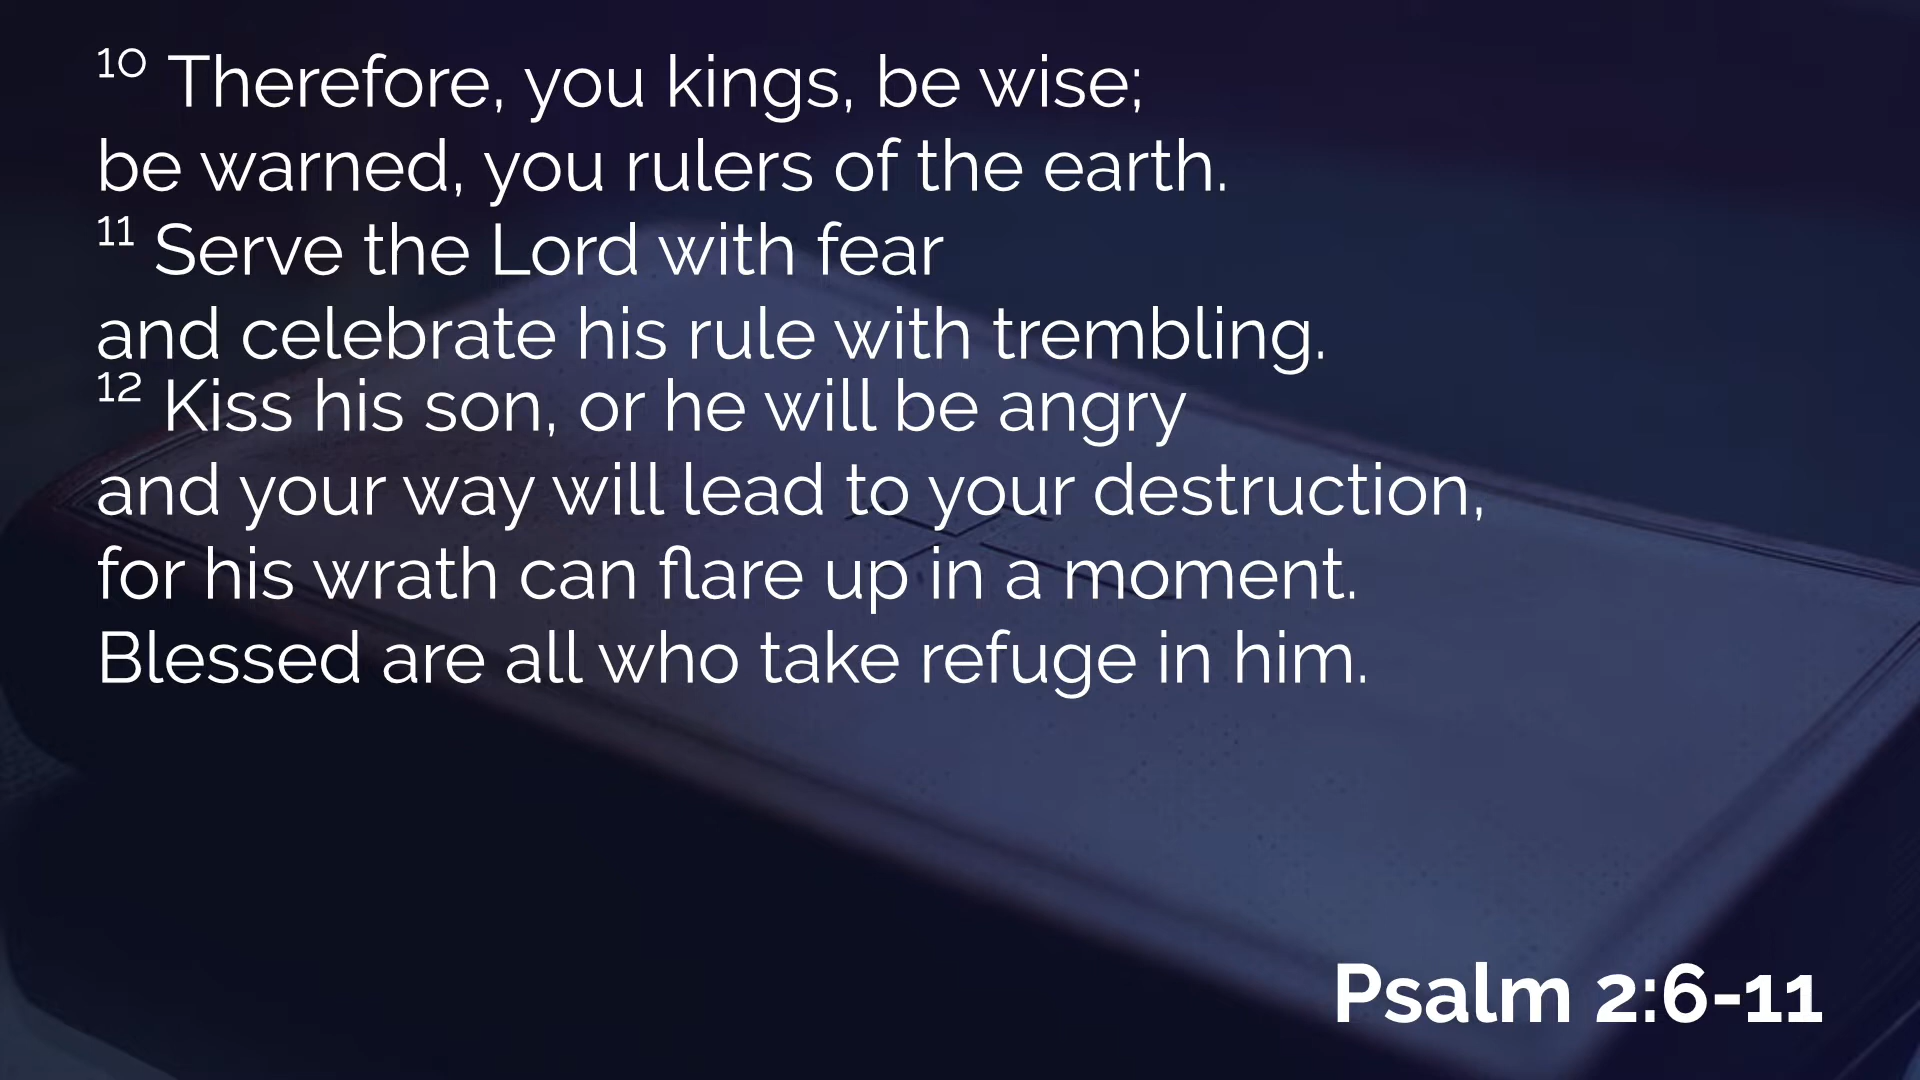 10 Therefore, you kings, be wise;
be warned, you rulers of the earth.
11 Serve the Lord with fear
and celebrate his rule with trembling.
12 Kiss his son, or he will be angry
and your way will lead to your destruction,
for his wrath can flare up in a moment.
Blessed are all who take refuge in him.
Psalm 2:6-11